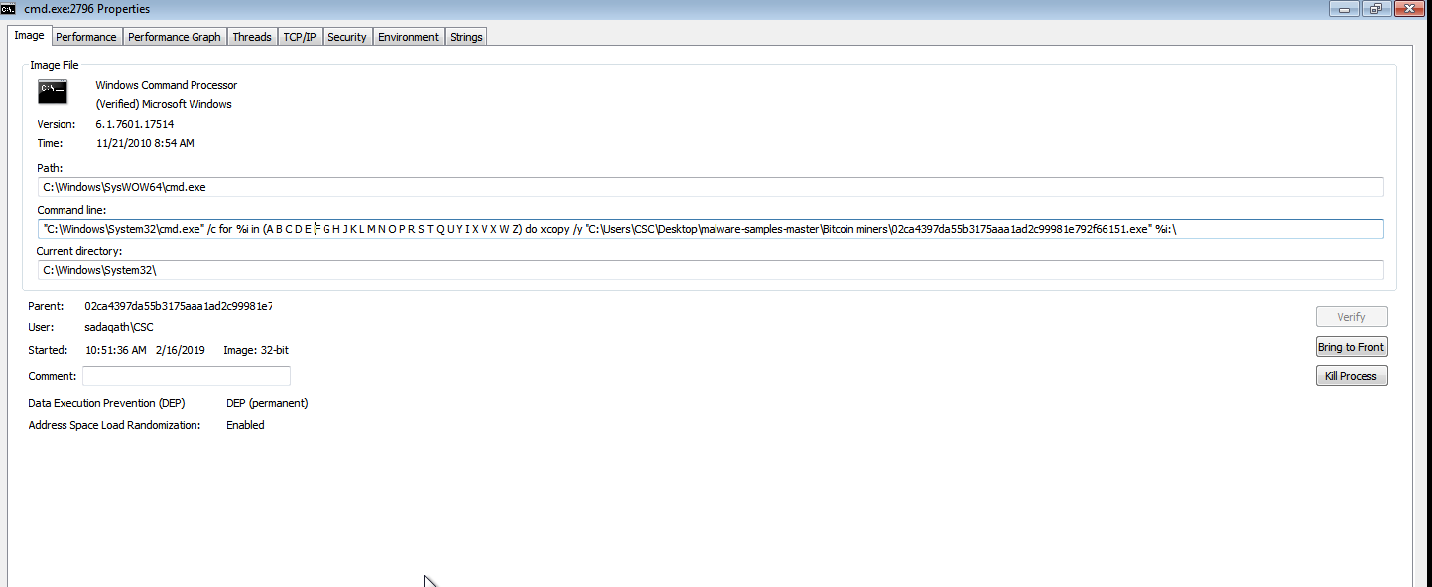 cmd.exe:2796 Properties
Image Performance Performance Graph Threads TCP/IP Security Environment Strings
Image File
Windows Command Processor
(Verified) Microsoft Windows
Version: 6.1.7601.17514
Time: 11/21/2010 8:54 AM
Path:
C:\Windows\SysWOW64\cmd.exe
Command line:
"C:\Windows\System32\cmd.exe" /c for %i in (A B C D E F G H J K L M N O P R S T Q U Y I X V X W Z) do xcopy /y "C:\Users\CSC\Desktop\malware-samples-master\Bitcoin miners\02ca4397da55b3175aaa1ad2c99981e792f66151.exe" %i:\
Current directory:
C:\Windows\System32\
Parent: 02ca4397da55b3175aaa1ad2c99981e7
User: sadaqath\CSC
Verify
Started: 10:51:36 AM 2/16/2019 Image: 32-bit
Bring to Front
Comment:
Kill Process
Data Execution Prevention (DEP) DEP (permanent)
Address Space Load Randomization: Enabled